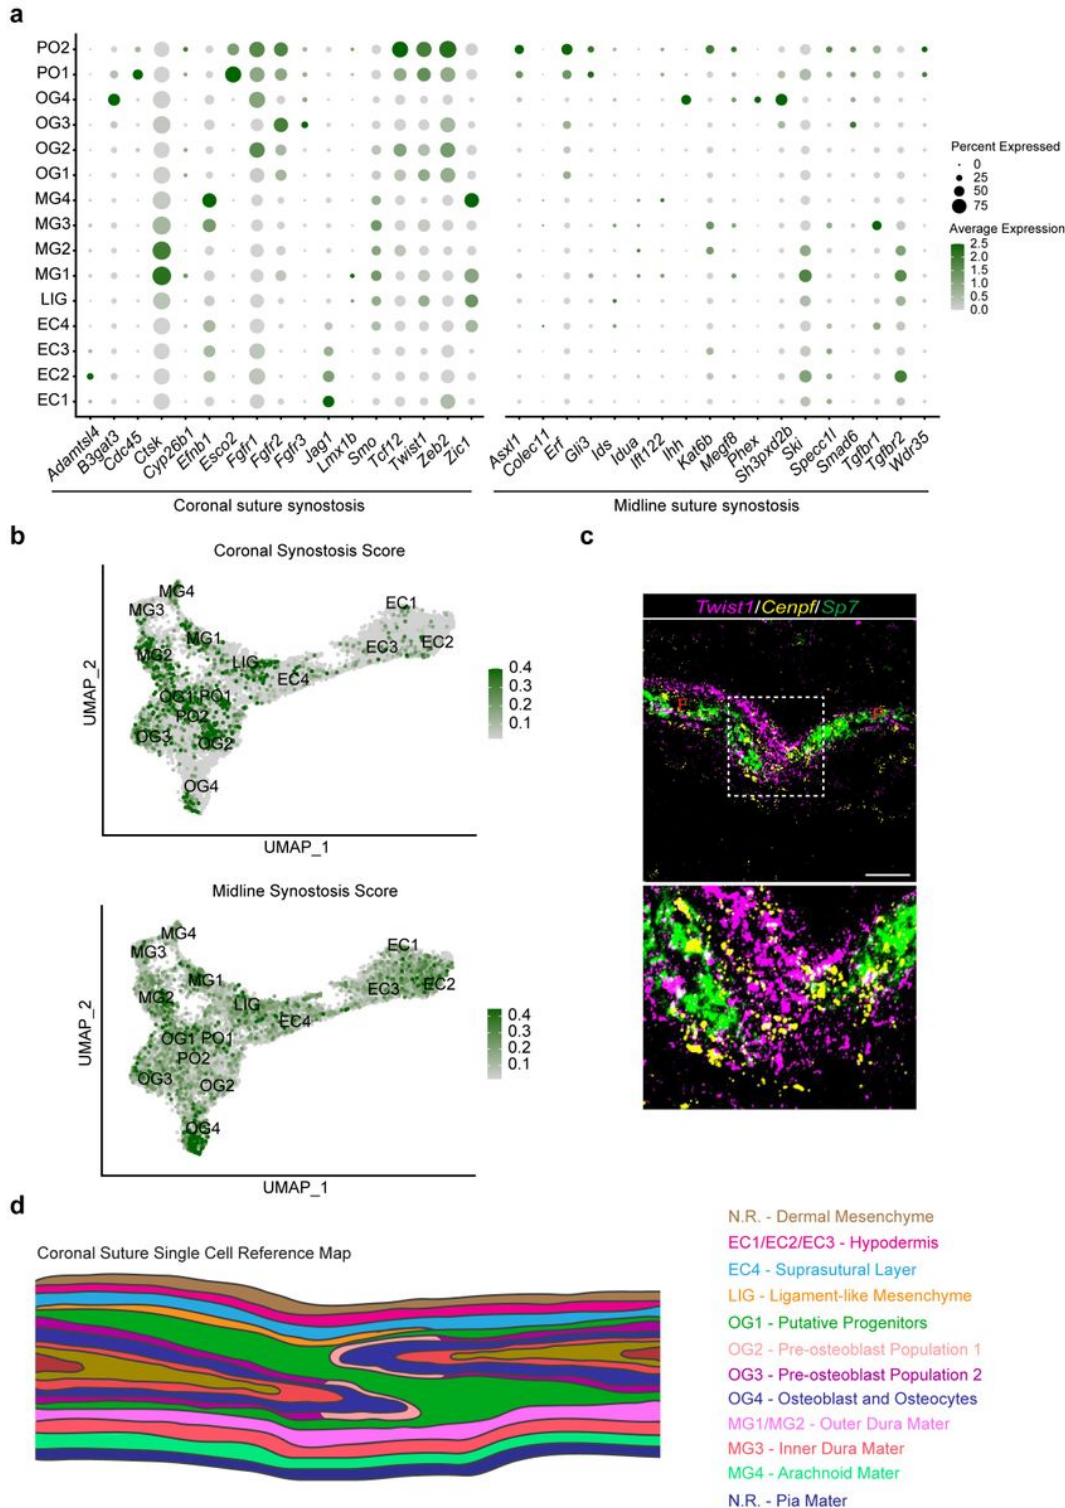 a
PO2
PO1
OG4
OG3
OG2
OG1
MG4
MG3
MG2
MG1
LIG
EC4
EC3
EC2
EC1
Adamtsl4
B3gat3
Cdc45
Ctsk
Cyp26b1
Efnb1
Esco2
Fgfr1
Fgfr2
Fgfr3
Jag1
Lmx1b
Smo
Tcf12
Twist1
Zeb2
Zic1
Coronal suture synostosis
Asxl1
Colec11
Erf
Gli3
Ids
Idua
Ift122
Ihh
Kat6b
Megf8
Phex
Sh3pxd2b
Ski
Specc1l
Smad6
Tgfbr1
Tgfbr2
Wdr35
Midline suture synostosis
Percent Expressed
0
25
50
75
Average Expression
2.5
2.0
1.5
1.0
0.5
0.0
b
Coronal Synostosis Score
MG4
MG3
MG1
MG2
LIG
EC4
EC1
EC3
EC2
OG1
PO1
PO2
OG3
OG2
OG4
0.4
0.3
0.2
0.1
UMAP_2
UMAP_1
Midline Synostosis Score
MG4
MG3
MG1
MG2
LIG
EC4
EC1
EC3
EC2
OG1
PO1
PO2
OG3
OG2
OG4
0.4
0.3
0.2
0.1
UMAP_2
UMAP_1
c
Twist1/Cenpf/Sp7
F
P
d
Coronal Suture Single Cell Reference Map
N.R. - Dermal Mesenchyme
EC1/EC2/EC3 - Hypodermis
EC4 - Suprasutural Layer
LIG - Ligament-like Mesenchyme
OG1 - Putative Progenitors
OG2 - Pre-osteoblast Population 1
OG3 - Pre-osteoblast Population 2
OG4 - Osteoblast and Osteocytes
MG1/MG2 - Outer Dura Mater
MG3 - Inner Dura Mater
MG4 - Arachnoid Mater
N.R. - Pia Mater